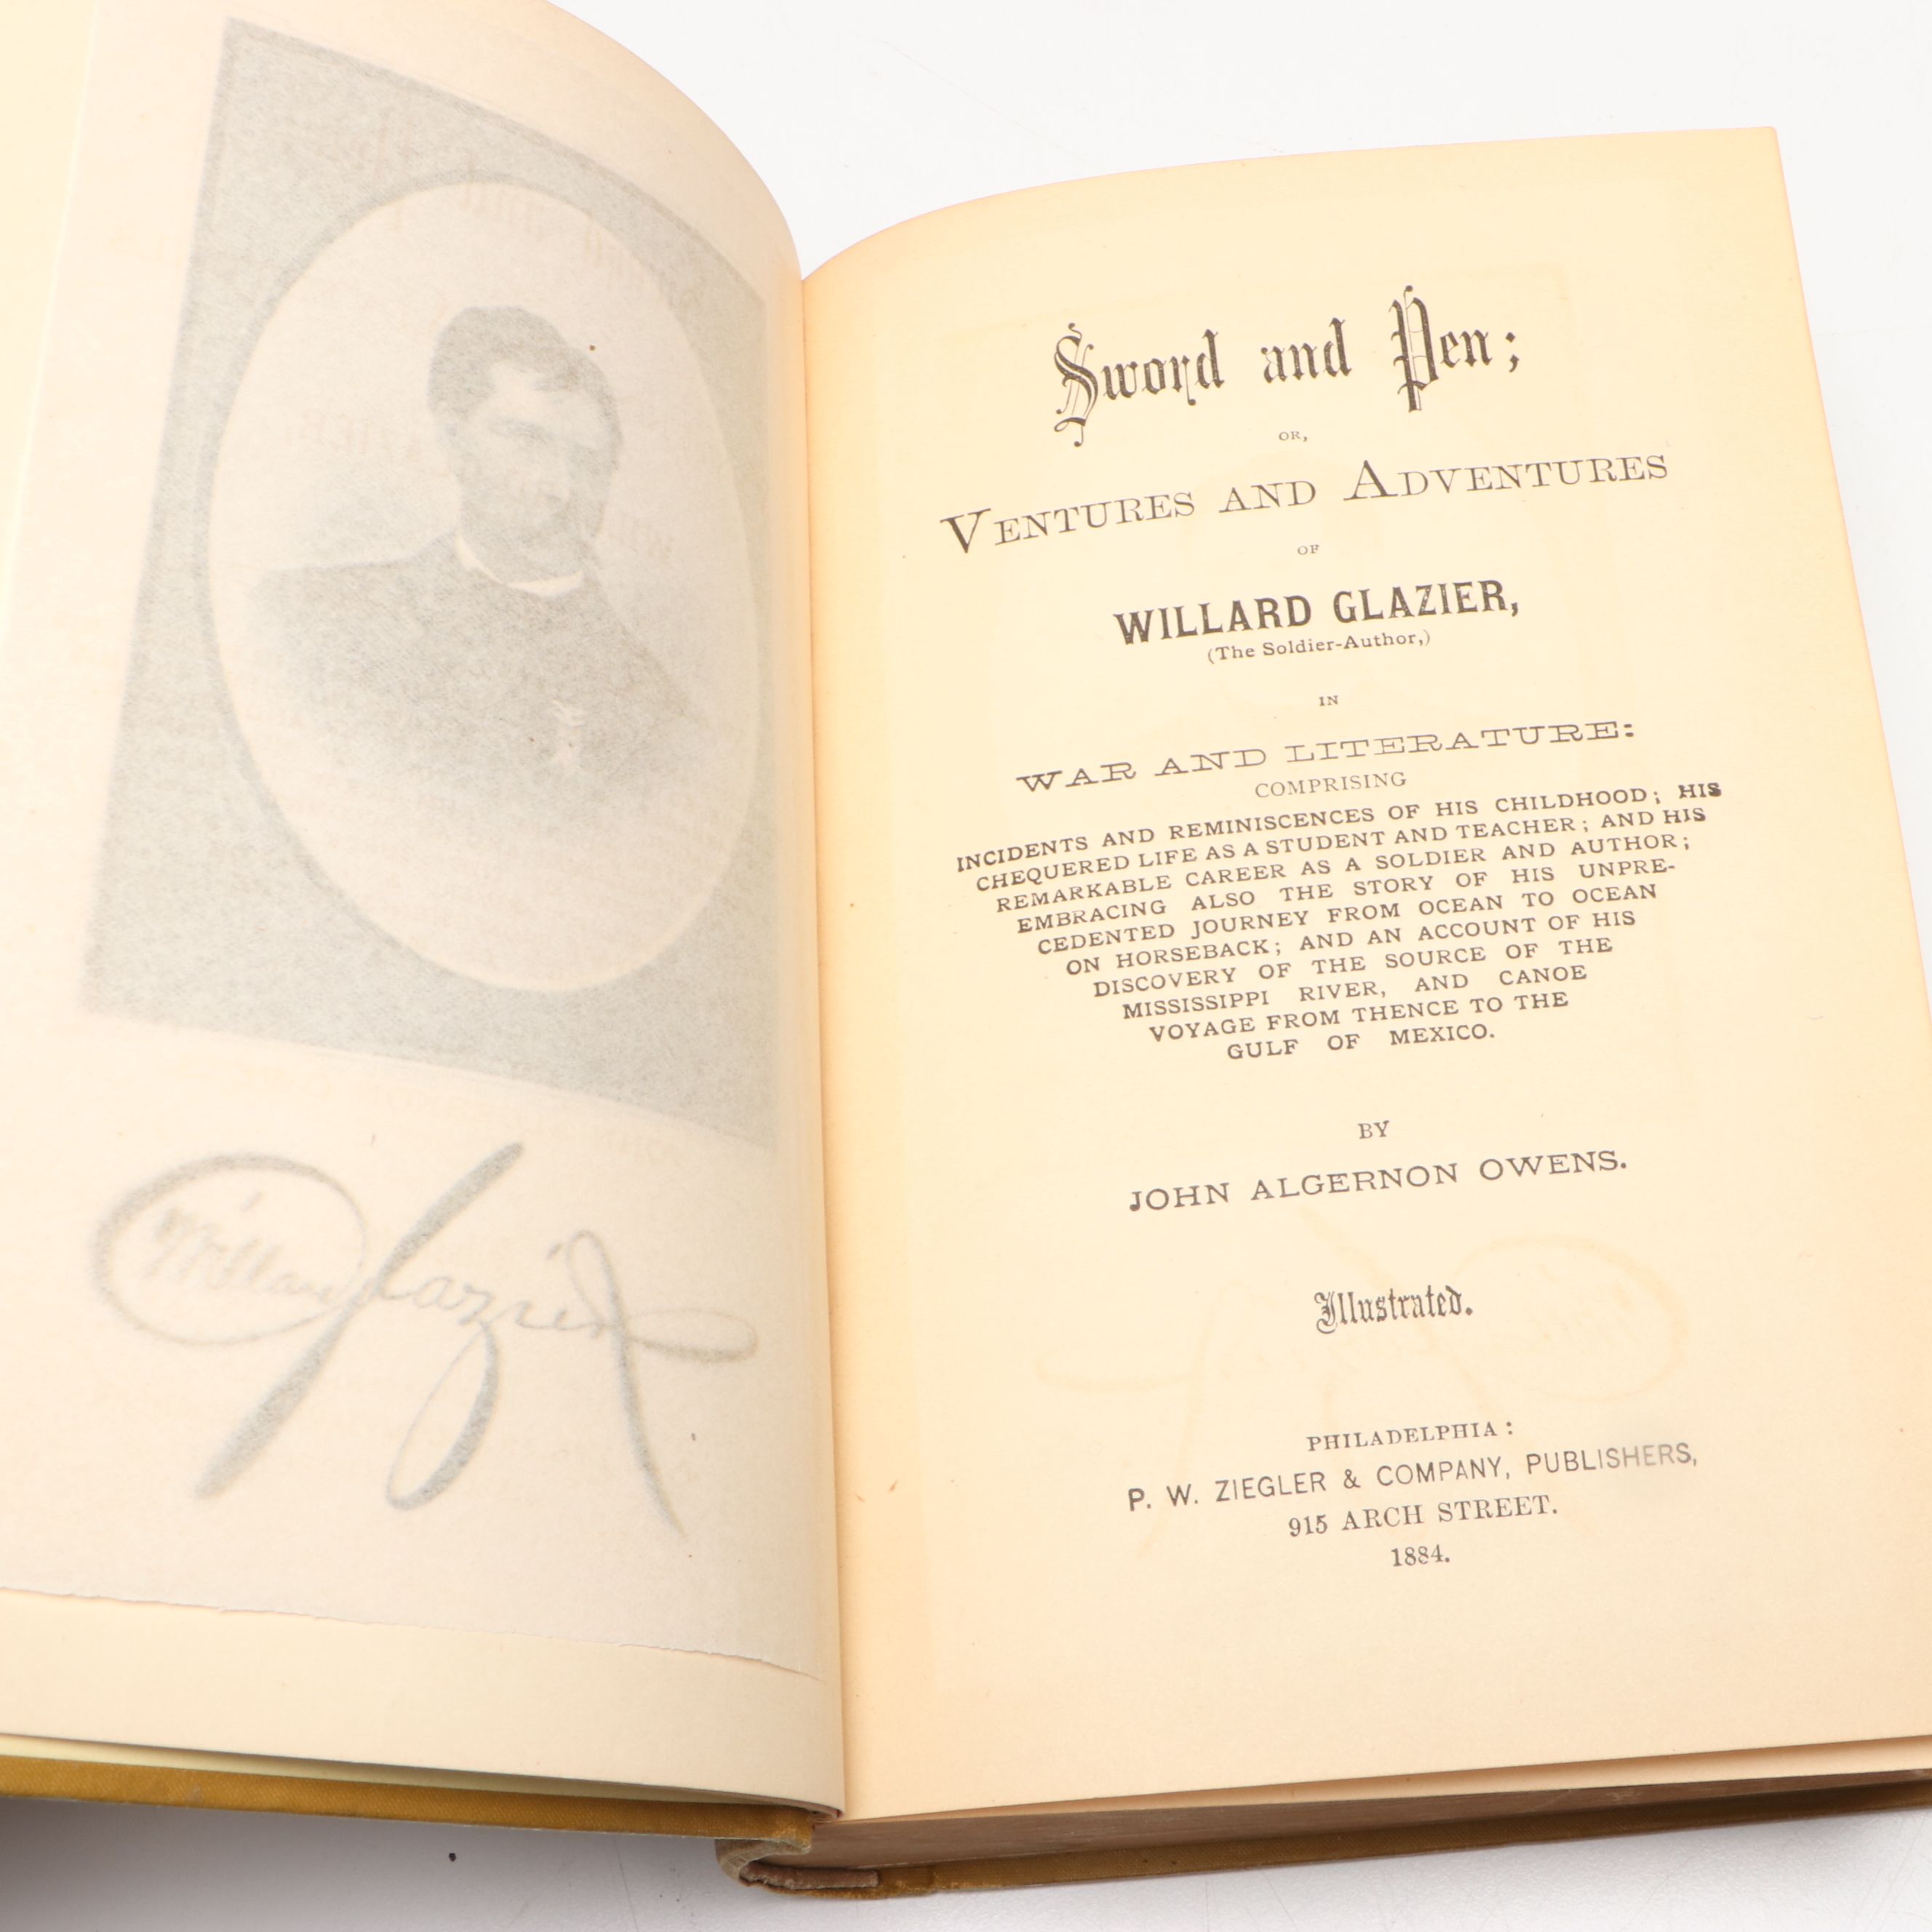 Willard Glazier
Sword and Pen;
OR,
VENTURES AND ADVENTURES
OF
WILLARD GLAZIER,
(The Soldier-Author,)
IN
WAR AND LITERATURE:
COMPRISING
INCIDENTS AND REMINISCENCES OF HIS CHILDHOOD; HIS
CHEQUERED LIFE AS A STUDENT AND TEACHER; AND HIS
REMARKABLE CAREER AS A SOLDIER AND AUTHOR;
EMBRACING ALSO THE STORY OF HIS UNPRE-
CEDENTED JOURNEY FROM OCEAN TO OCEAN
ON HORSEBACK; AND AN ACCOUNT OF HIS
DISCOVERY OF THE SOURCE OF THE
MISSISSIPPI RIVER, AND CANOE
VOYAGE FROM THENCE TO THE
GULF OF MEXICO.
BY
JOHN ALGERNON OWENS.
Illustrated.
PHILADELPHIA:
P. W. ZIEGLER & COMPANY, PUBLISHERS,
915 ARCH STREET.
1884.